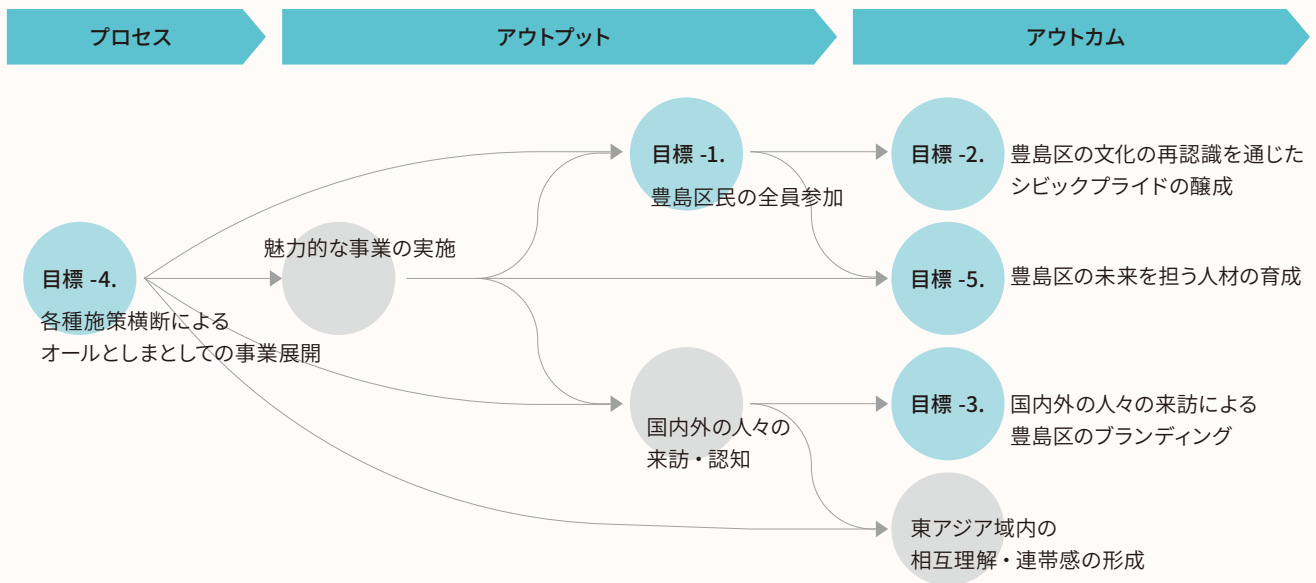 プロセス
アウトプット
アウトカム
目標 -1.
豊島区民の全員参加
目標 -2.
豊島区の文化の再認識を通じた
シビックプライドの醸成
魅力的な事業の実施
目標 -4.
各種施策横断による
オールとしまとしての事業展開
目標 -5.
豊島区の未来を担う人材の育成
国内外の人々の
来訪・認知
目標 -3.
国内外の人々の来訪による
豊島区のブランディング
東アジア域内の
相互理解・連帯感の形成